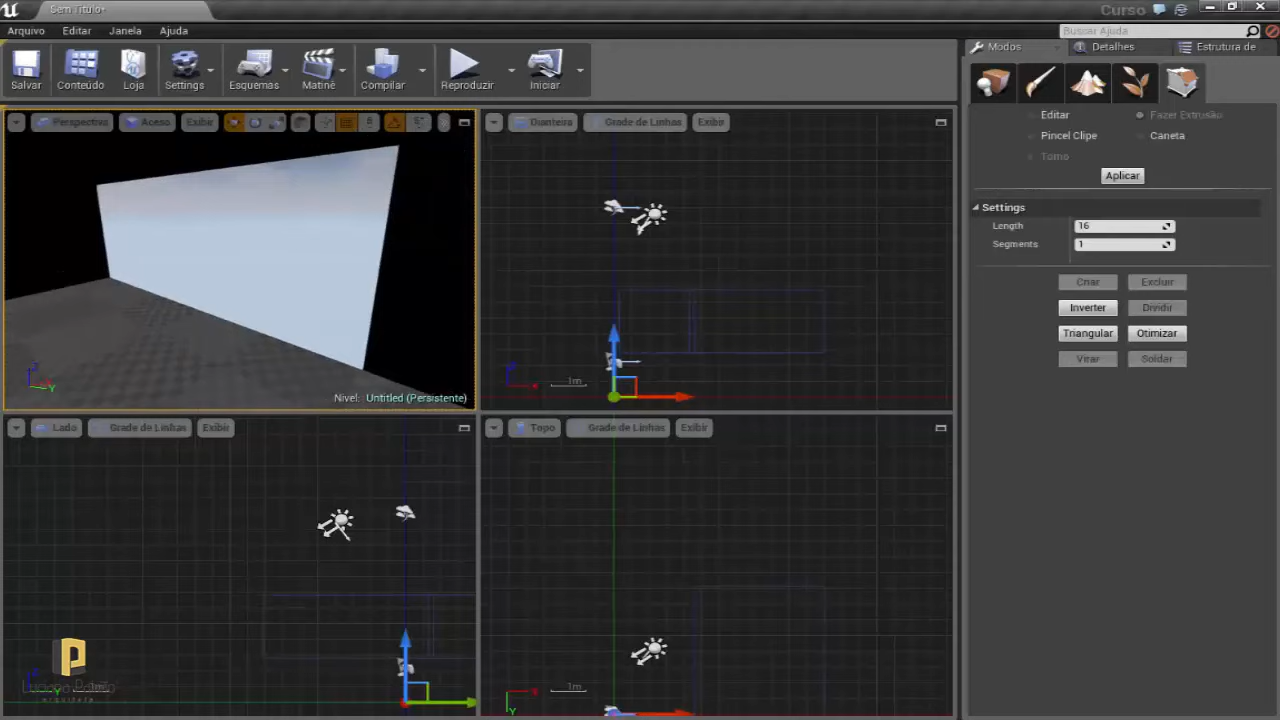 Sem Título*
Curso
Arquivo Editar Janela Ajuda
Buscar Ajuda
Salvar Conteúdo Loja Settings Esquemas Matinê Compilar Reproduzir Iniciar
Modos Detalhes Estrutura de
Perspectiva Aceso Exibir
Dianteira Grade de Linhas Exibir
Editar Fazer Extrusão
Pincel Clipe Caneta
Torno
Aplicar
Settings
Length 16
Segments 1
Criar Excluir
Inverter Dividir
Triangular Otimizar
Virar Soldar
1m
Nível: Untitled (Persistente)
Lado Grade de Linhas Exibir
Topo Grade de Linhas Exibir
1m
arquiteto